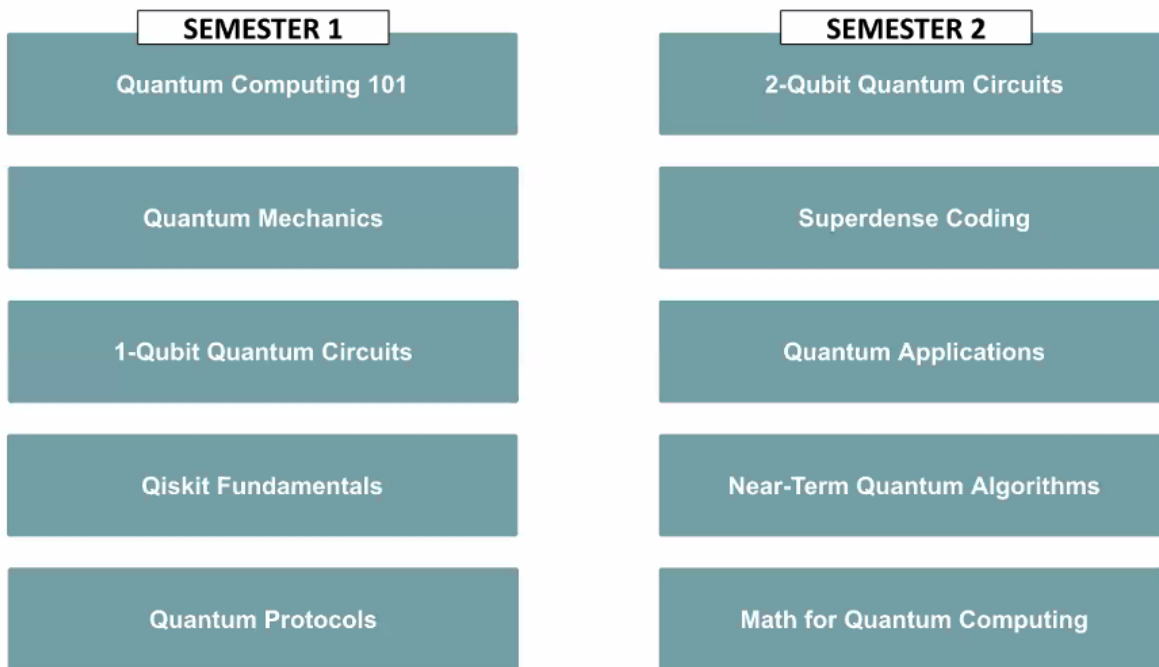 SEMESTER 1
Quantum Computing 101
Quantum Mechanics
1-Qubit Quantum Circuits
Qiskit Fundamentals
Quantum Protocols
SEMESTER 2
2-Qubit Quantum Circuits
Superdense Coding
Quantum Applications
Near-Term Quantum Algorithms
Math for Quantum Computing